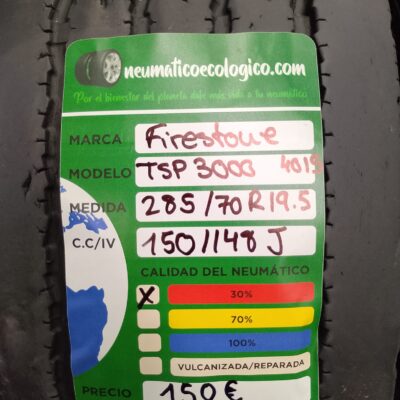 neumaticoecologico.com
Por el bienestar del planeta dale más vida a tu neumático
MARCA Firestone
MODELO TSP 3000 4019
MEDIDA 285/70 R19.5
C.C/IV 150/148 J
CALIDAD DEL NEUMÁTICO
X 30%
70%
100%
VULCANIZADA/REPARADA
PRECIO 150€